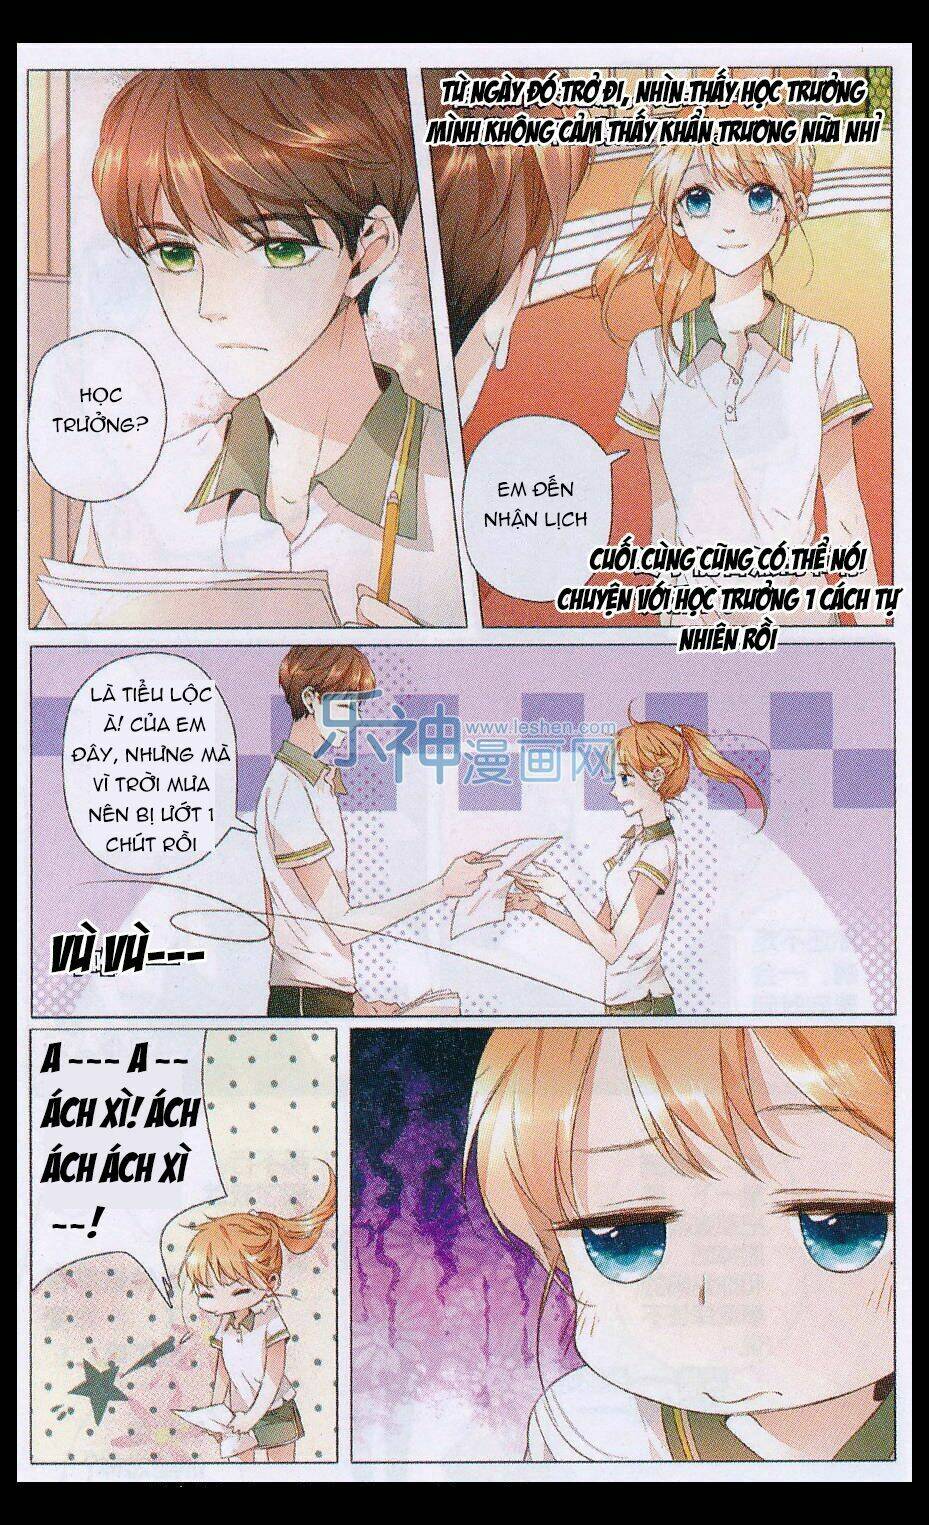 TỪ NGÀY ĐÓ TRỞ ĐI, NHÌN THẤY HỌC TRƯỞNG
MÌNH KHÔNG CẢM THẤY KHẨN TRƯƠNG NỮA NHỈ
HỌC
TRƯỞNG?
EM ĐẾN
NHẬN LỊCH
CUỐI CÙNG CŨNG CÓ THỂ NÓI
CHUYỆN VỚI HỌC TRƯỞNG 1 CÁCH TỰ
NHIÊN RỒI
LÀ TIỂU LỘC
À! CỦA EM
ĐÂY, NHƯNG MÀ
VÌ TRỜI MƯA
NÊN BỊ ƯỚT 1
CHÚT RỒI
乐神漫画网
www.leshen.com
VÙ VÙ---
A --- A --
ÁCH XÌ! ÁCH
ÁCH ÁCH XÌ
--!